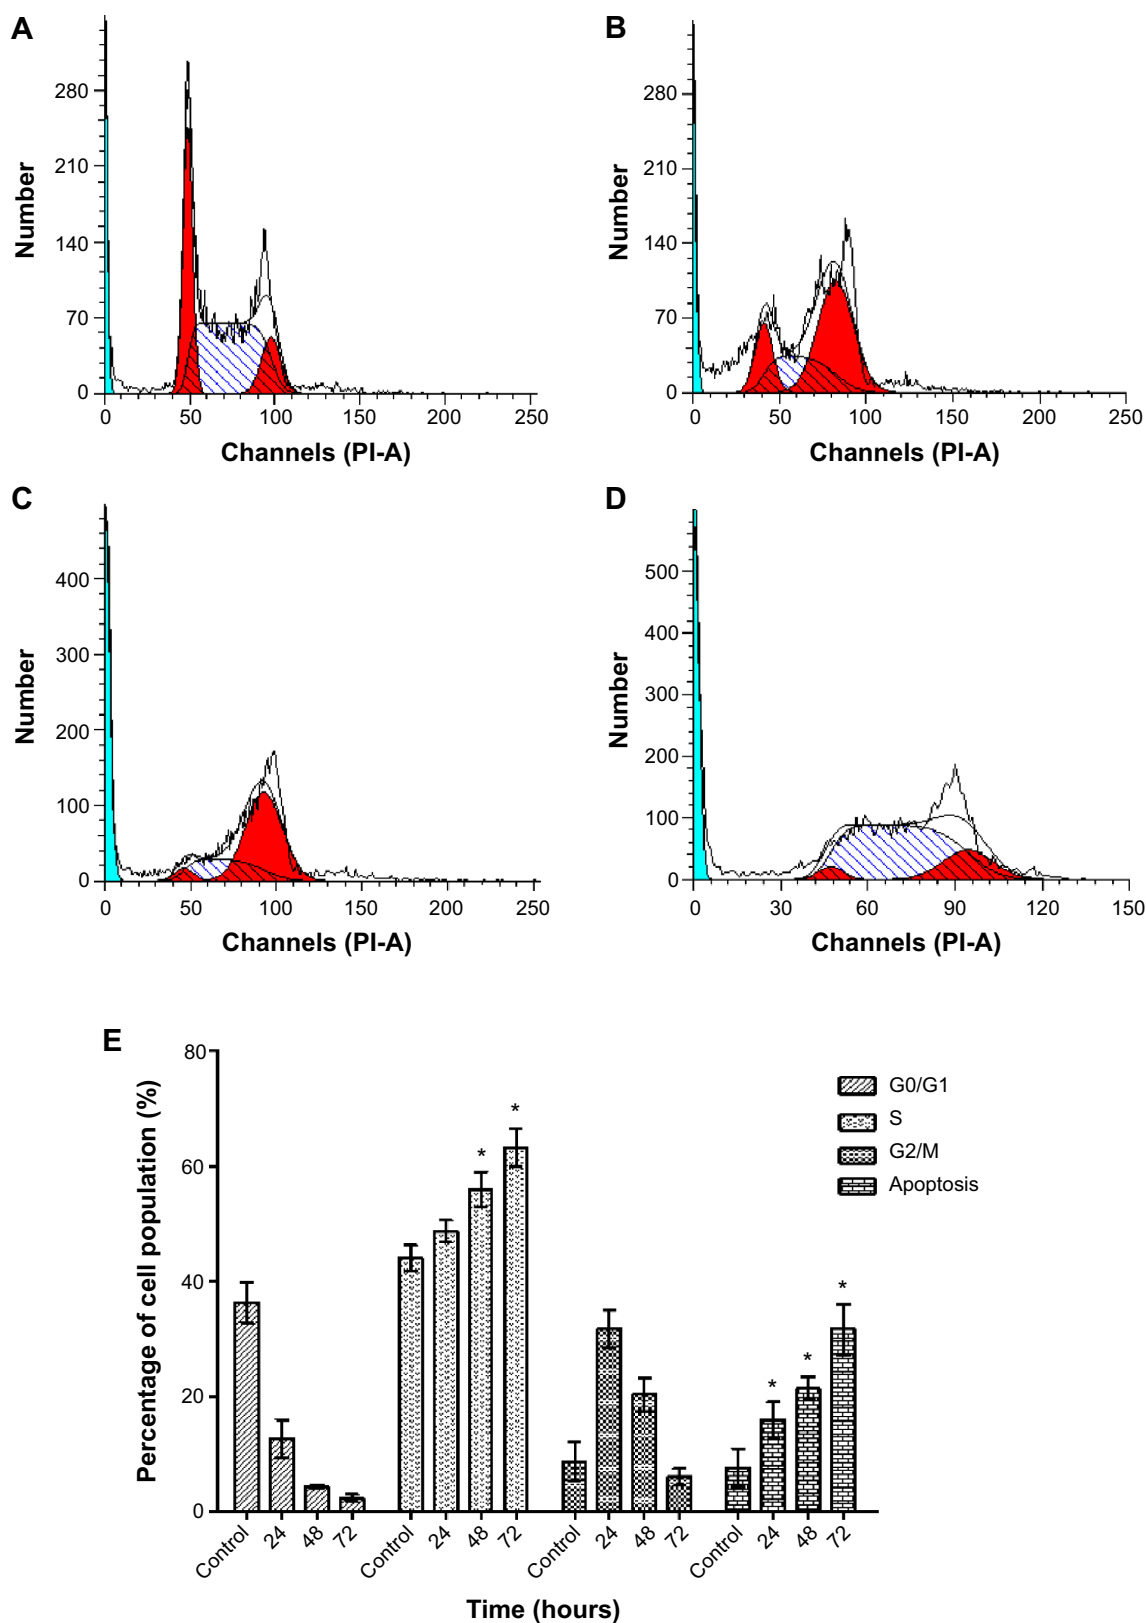 A
Number
280
210
140
70
0
0 50 100 150 200 250
Channels (PI-A)
B
Number
280
210
140
70
0
0 50 100 150 200 250
Channels (PI-A)
C
Number
400
300
200
100
0
0 50 100 150 200 250
Channels (PI-A)
D
Number
500
400
300
200
100
0
0 30 60 90 120 150
Channels (PI-A)
E
Percentage of cell population (%)
80
60
40
20
0
* *
* * *
G0/G1
S
G2/M
Apoptosis
Control 24 48 72 Control 24 48 72 Control 24 48 72 Control 24 48 72
Time (hours)